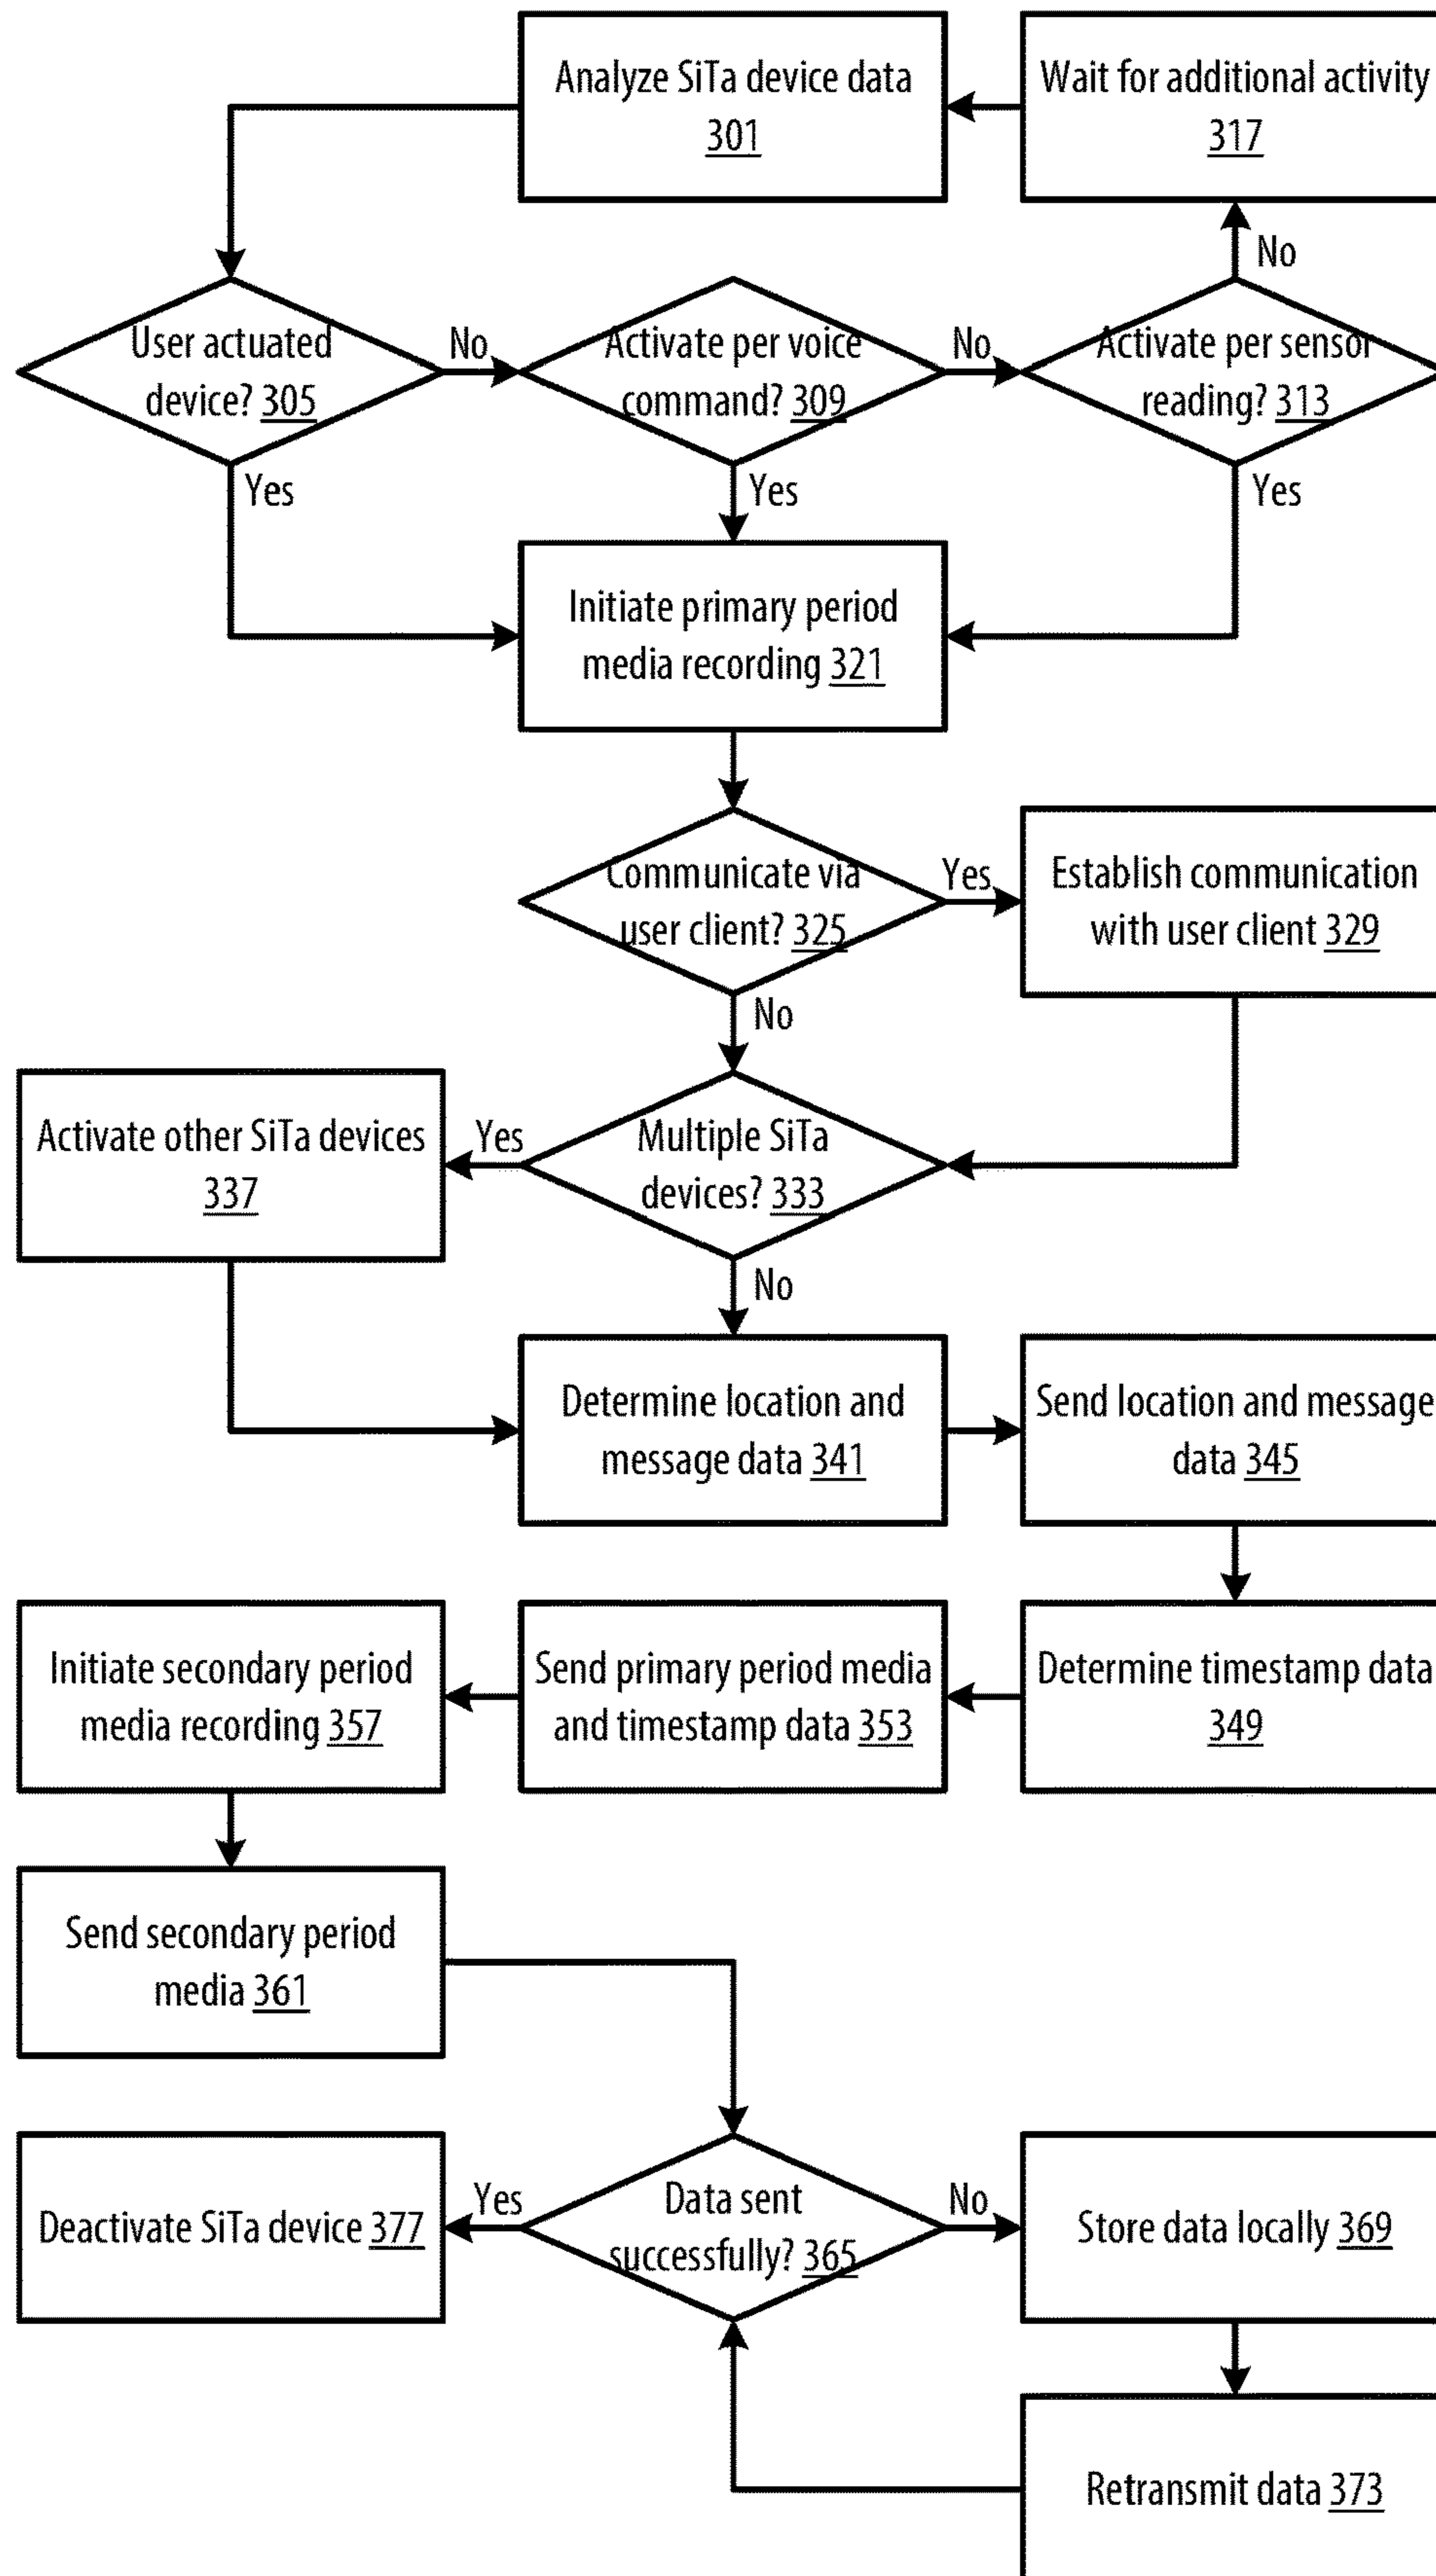 Analyze SiTa device data
301
Wait for additional activity
317
No
User actuated
device? 305
No
Activate per voice
command? 309
No
Activate per sensor
reading? 313
Yes
Yes
Yes
Initiate primary period
media recording 321
Communicate via
user client? 325
Yes
Establish communication
with user client 329
No
Activate other SiTa devices
337
Yes
Multiple SiTa
devices? 333
No
Determine location and
message data 341
Send location and message
data 345
Initiate secondary period
media recording 357
Send primary period media
and timestamp data 353
Determine timestamp data
349
Send secondary period
media 361
Deactivate SiTa device 377
Yes
Data sent
successfully? 365
No
Store data locally 369
Retransmit data 373